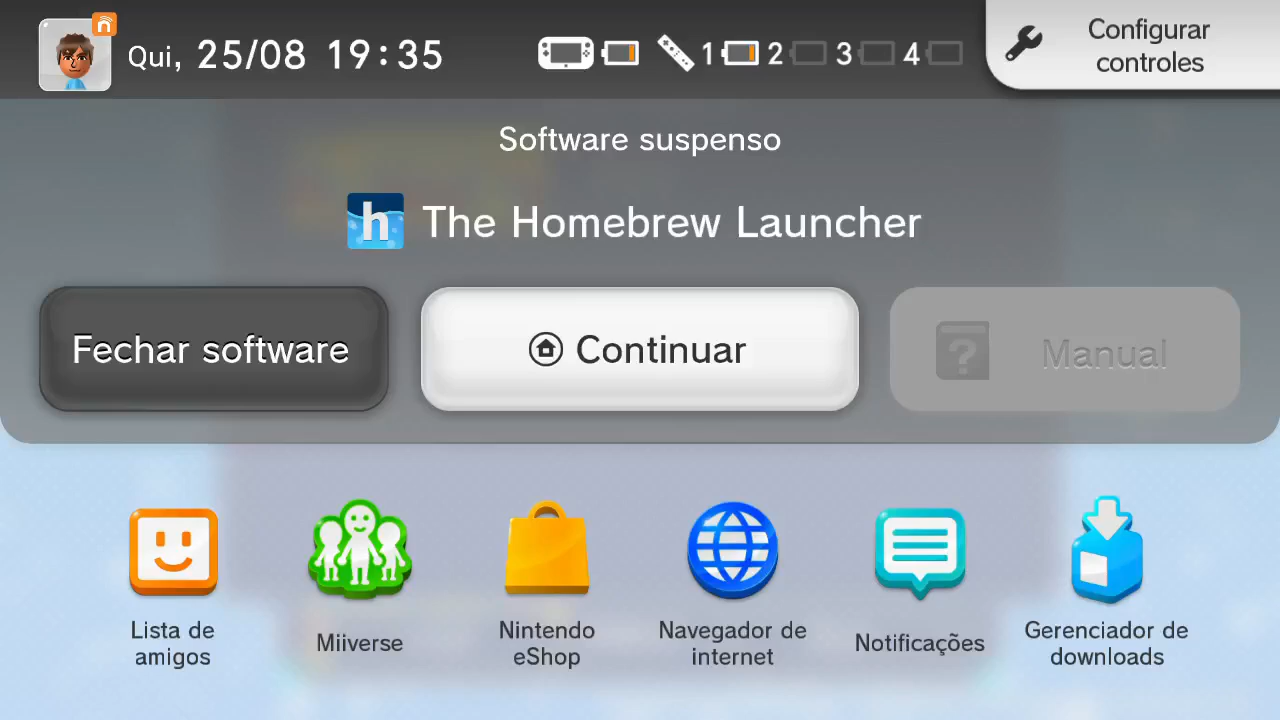 Qui, 25/08 19:35
1 2 3 4
Configurar
controles
Software suspenso
h The Homebrew Launcher
Fechar software
Continuar
? Manual
Lista de
amigos
Miiverse
Nintendo
eShop
Navegador de
internet
Notificações
Gerenciador de
downloads